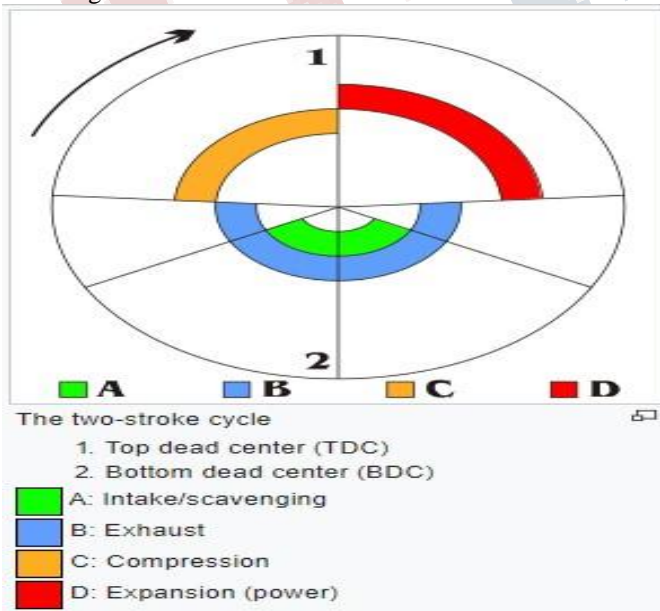 1
2
A B C D
The two-stroke cycle
1. Top dead center (TDC)
2. Bottom dead center (BDC)
A: Intake/scavenging
B: Exhaust
C: Compression
D: Expansion (power)